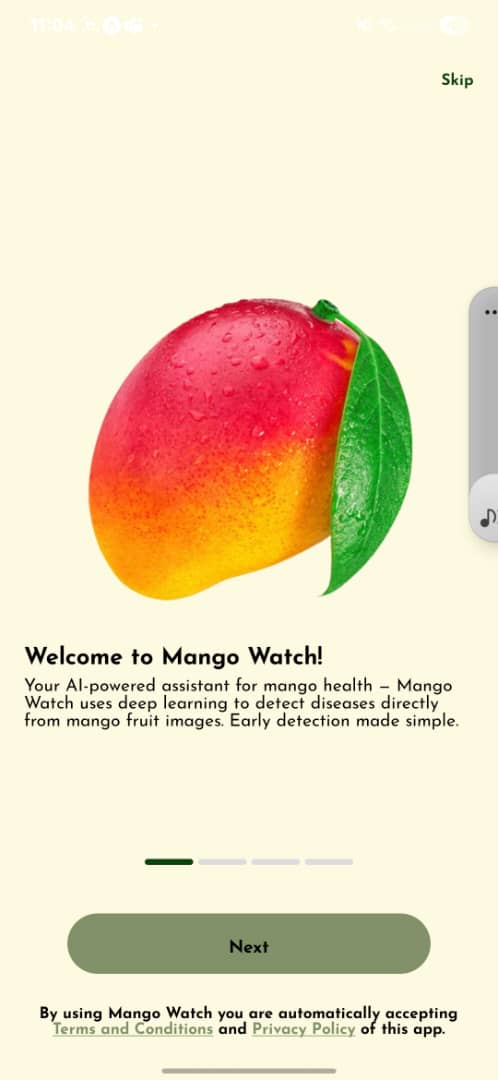 11:04
Skip
Welcome to Mango Watch!
Your AI-powered assistant for mango health – Mango
Watch uses deep learning to detect diseases directly
from mango fruit images. Early detection made simple.
Next
By using Mango Watch you are automatically accepting
Terms and Conditions and Privacy Policy of this app.